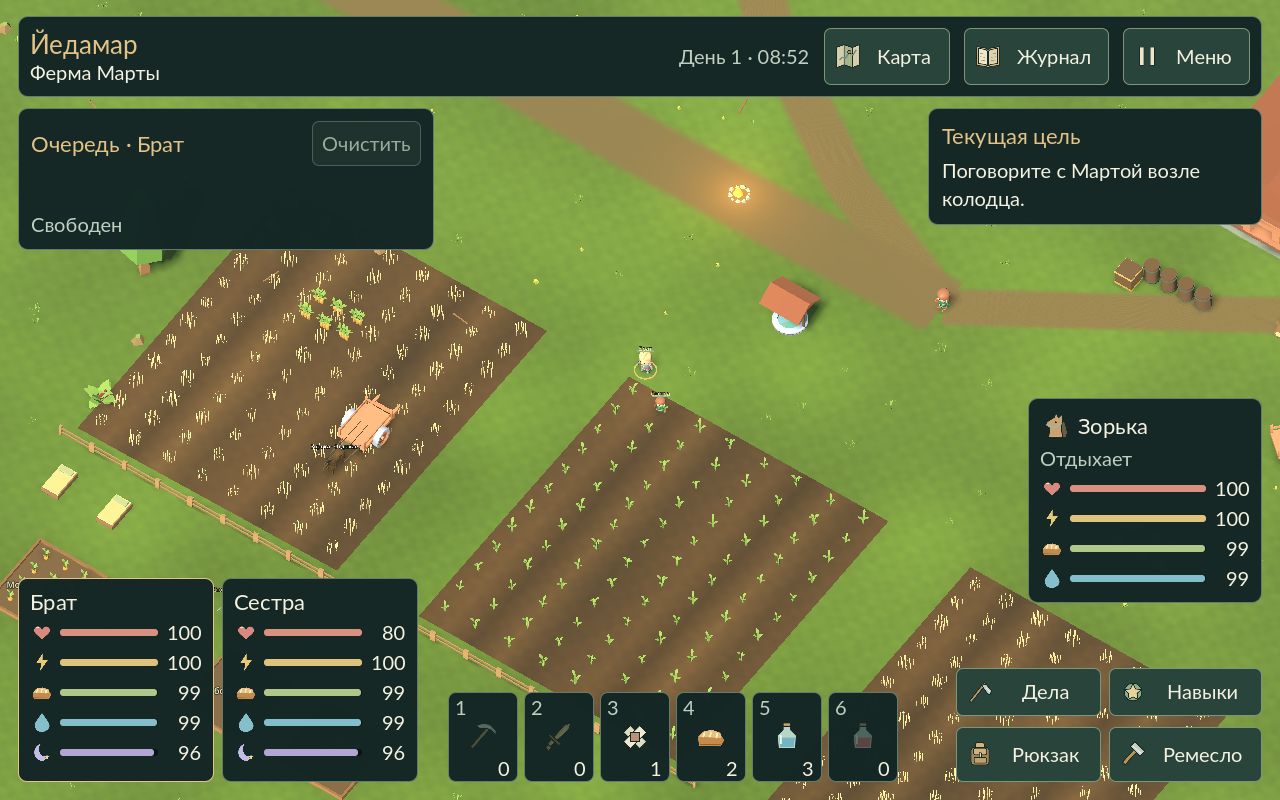 Йедамар
Ферма Марты
День 1 · 08:52
Карта
Журнал
Меню
Очередь · Брат
Очистить
Свободен
Текущая цель
Поговорите с Мартой возле
колодца.
Зорька
Отдыхает
100
100
99
99
Брат
100
100
99
99
96
Сестра
80
100
99
99
96
1
0
2
0
3
1
4
2
5
3
6
0
Дела
Навыки
Рюкзак
Ремесло